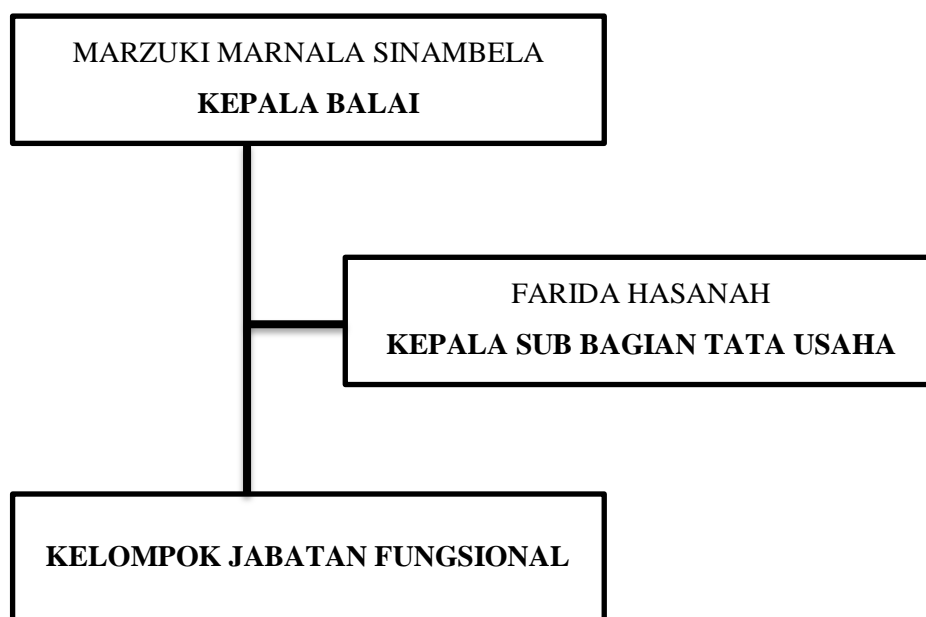 MARZUKI MARNALA SINAMBELA
KEPALA BALAI
FARIDA HASANAH
KEPALA SUB BAGIAN TATA USAHA
KELOMPOK JABATAN FUNGSIONAL